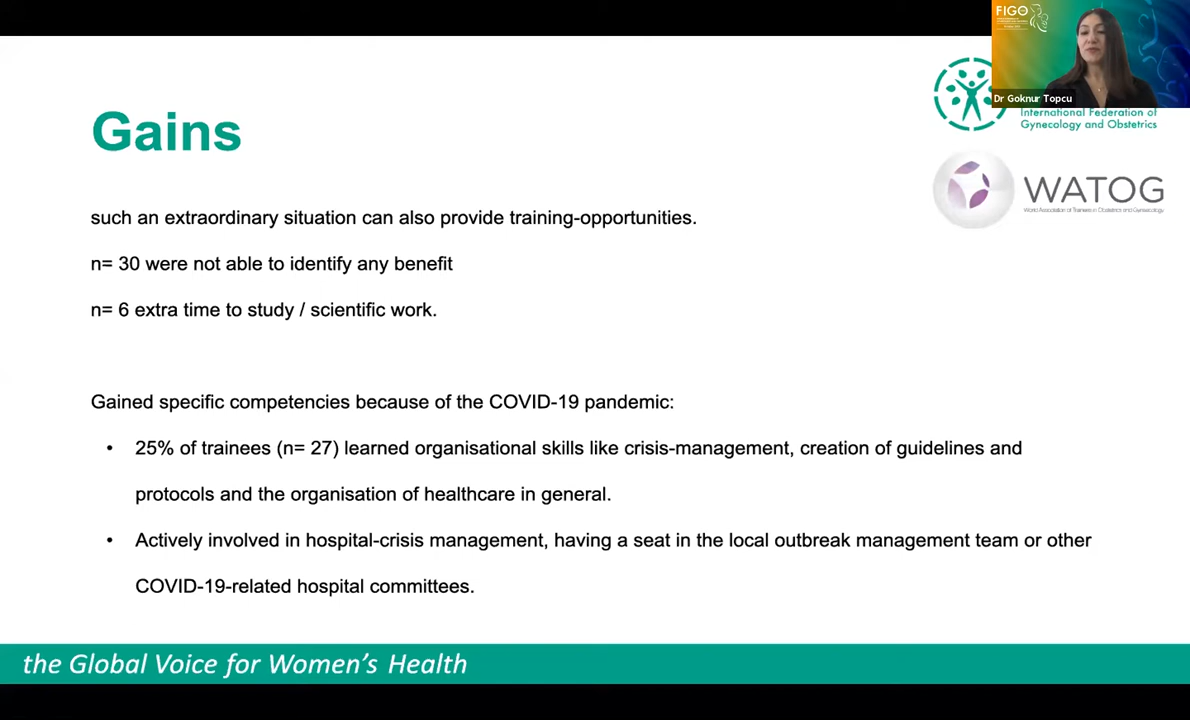 FIGO
Dr Goknur Topcu
International Federation of
Gynecology and Obstetrics
WATOG
World Association of Trainees in Obstetrics and Gynecology
Gains
such an extraordinary situation can also provide training-opportunities.
n= 30 were not able to identify any benefit
n= 6 extra time to study / scientific work.
Gained specific competencies because of the COVID-19 pandemic:
• 25% of trainees (n= 27) learned organisational skills like crisis-management, creation of guidelines and
protocols and the organisation of healthcare in general.
• Actively involved in hospital-crisis management, having a seat in the local outbreak management team or other
COVID-19-related hospital committees.
the Global Voice for Women's Health